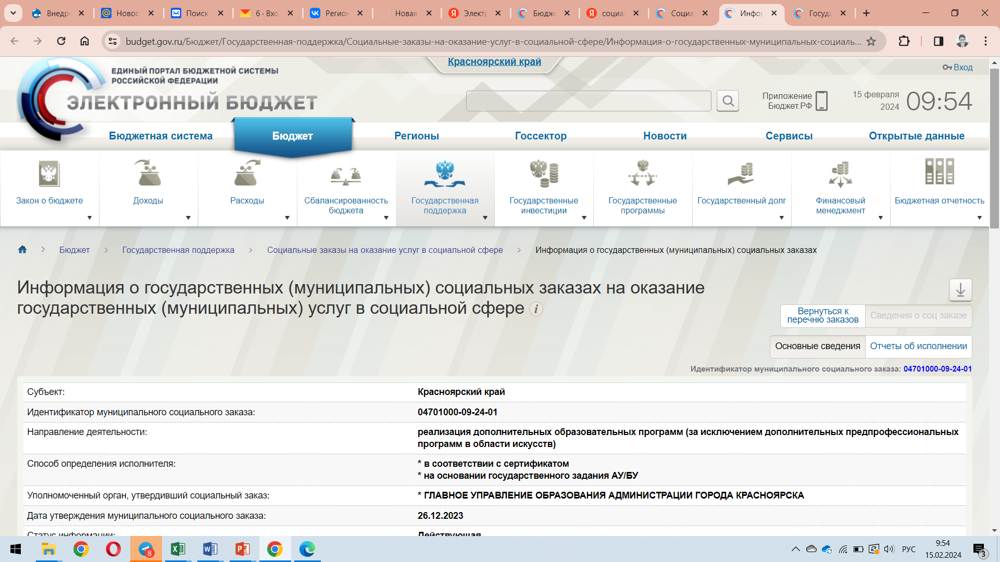 Внедре
Новос
Поиск
6 · Вхо
Регион
Новая
Электр
Бюдже
социа
Социа
Инфор
Госуда
budget.gov.ru/Бюджет/Государственная-поддержка/Социальные-заказы-на-оказание-услуг-в-социальной-сфере/Информация-о-государственных-муниципальных-социаль...
Красноярский край
Вход
ЕДИНЫЙ ПОРТАЛ БЮДЖЕТНОЙ СИСТЕМЫ
РОССИЙСКОЙ ФЕДЕРАЦИИ
ЭЛЕКТРОННЫЙ БЮДЖЕТ
Приложение
Бюджет.РФ
15 февраля
2024
09:54
Бюджетная система
Бюджет
Регионы
Госсектор
Новости
Сервисы
Открытые данные
Закон о бюджете
Доходы
Расходы
Сбалансированность
бюджета
Государственная
поддержка
Государственные
инвестиции
Государственные
программы
Государственный долг
Финансовый
менеджмент
Бюджетная отчетность
Бюджет > Государственная поддержка > Социальные заказы на оказание услуг в социальной сфере > Информация о государственных (муниципальных) социальных заказах
Информация о государственных (муниципальных) социальных заказах на оказание
государственных (муниципальных) услуг в социальной сфере i
Вернуться к
перечню заказов
Сведения о соц заказе
Основные сведения
Отчеты об исполнении
Идентификатор муниципального социального заказа: 04701000-09-24-01
Субъект:
Красноярский край
Идентификатор муниципального социального заказа:
04701000-09-24-01
Направление деятельности:
реализация дополнительных образовательных программ (за исключением дополнительных предпрофессиональных
программ в области искусств)
Способ определения исполнителя:
* в соответствии с сертификатом
* на основании государственного задания АУ/БУ
Уполномоченный орган, утвердивший социальный заказ:
* ГЛАВНОЕ УПРАВЛЕНИЕ ОБРАЗОВАНИЯ АДМИНИСТРАЦИИ ГОРОДА КРАСНОЯРСКА
Дата утверждения муниципального социального заказа:
26.12.2023
Статус информации:
Действующая
8
РУС
9:54
15.02.2024
3